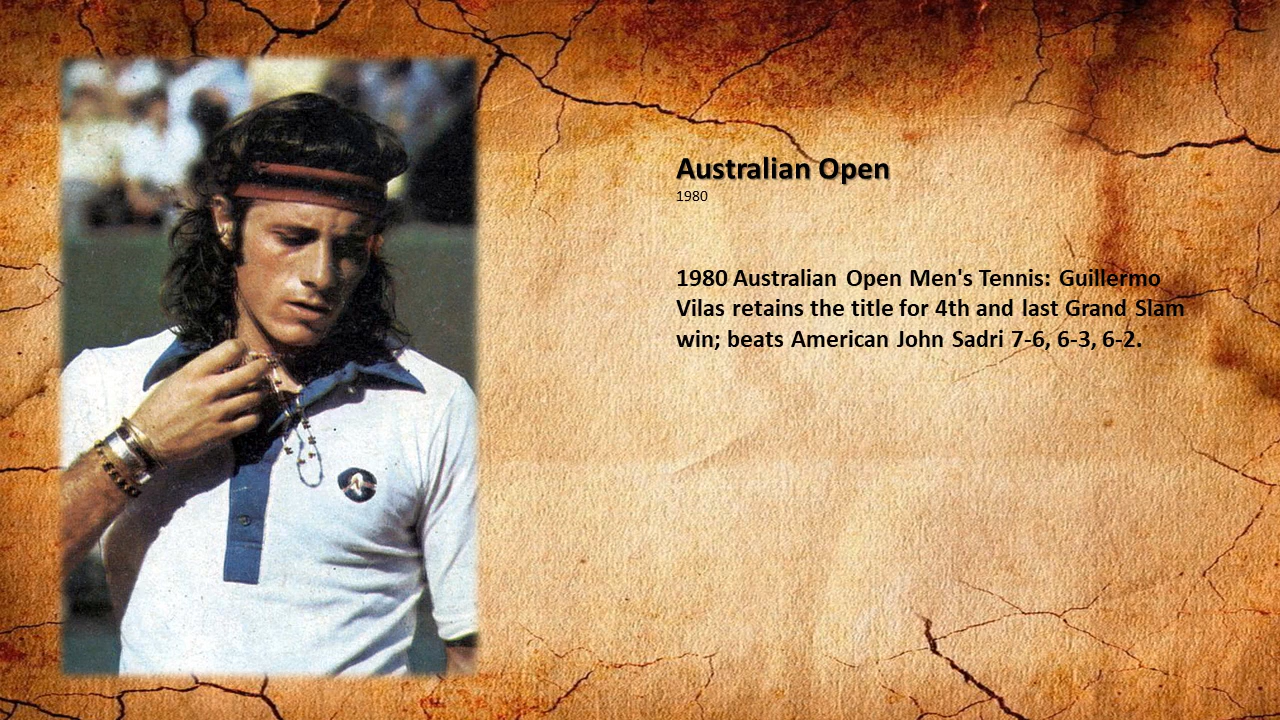 Australian Open
1980
1980 Australian Open Men's Tennis: Guillermo
Vilas retains the title for 4th and last Grand Slam
win; beats American John Sadri 7-6, 6-3, 6-2.